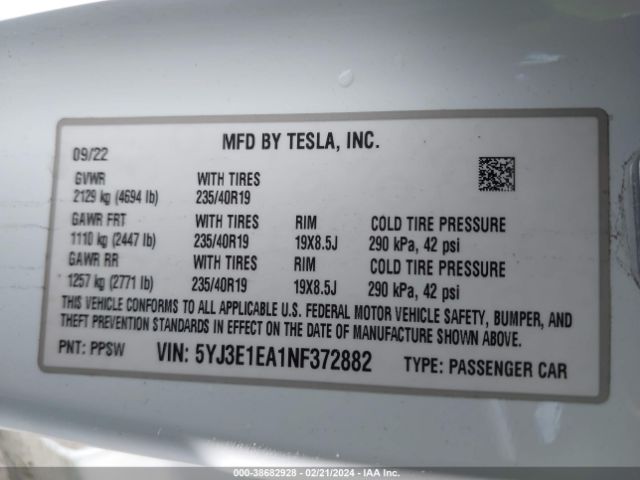 MFD BY TESLA, INC.
09/22
GVWR WITH TIRES
2129 kg (4694 lb) 235/40R19
GAWR FRT WITH TIRES RIM COLD TIRE PRESSURE
1110 kg (2447 lb) 235/40R19 19X8.5J 290 kPa, 42 psi
GAWR RR WITH TIRES RIM COLD TIRE PRESSURE
1257 kg (2771 lb) 235/40R19 19X8.5J 290 kPa, 42 psi
THIS VEHICLE CONFORMS TO ALL APPLICABLE U.S. FEDERAL MOTOR VEHICLE SAFETY, BUMPER, AND
THEFT PREVENTION STANDARDS IN EFFECT ON THE DATE OF MANUFACTURE SHOWN ABOVE.
PNT: PPSW VIN: 5YJ3E1EA1NF372882 TYPE: PASSENGER CAR
000-38682928 - 02/21/2024 - IAA Inc.